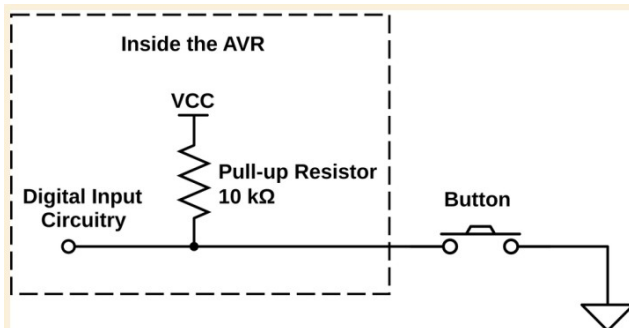 Inside the AVR
VCC
Pull-up Resistor
10 kΩ
Digital Input
Circuitry
Button